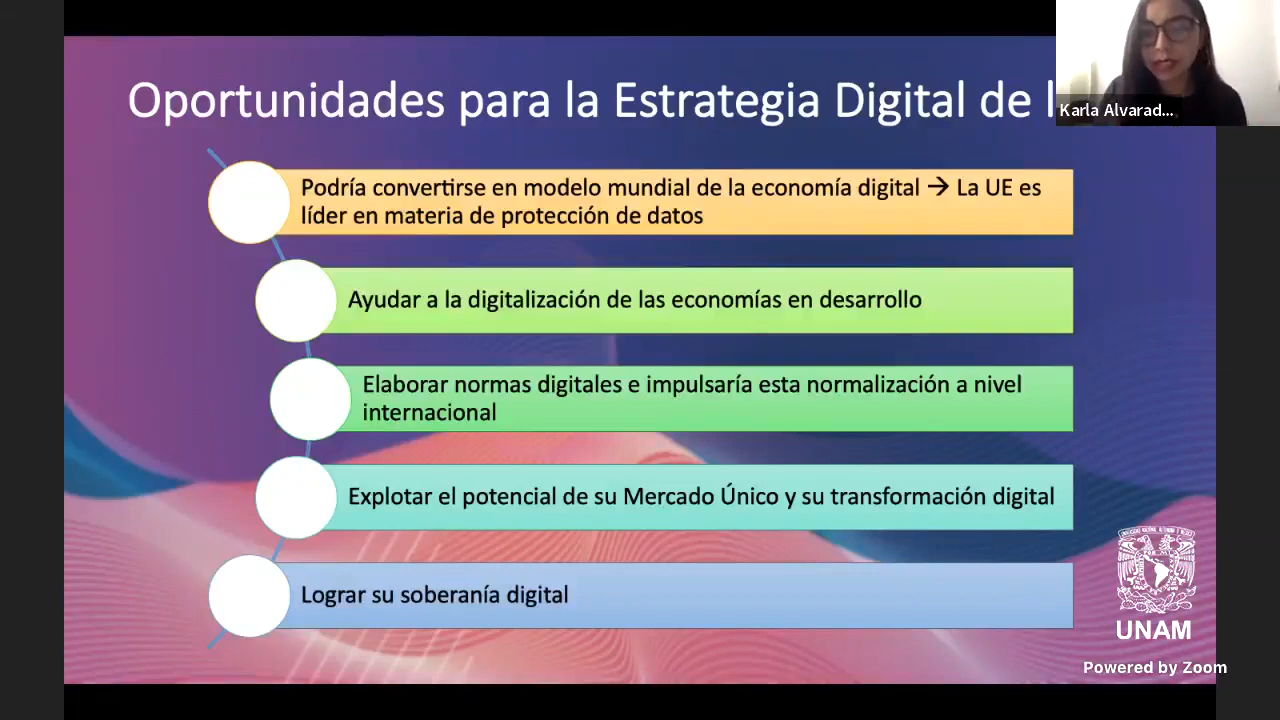 Oportunidades para la Estrategia Digital de
Karla Alvarad...
Podría convertirse en modelo mundial de la economía digital → La UE es
líder en materia de protección de datos
Ayudar a la digitalización de las economías en desarrollo
Elaborar normas digitales e impulsaría esta normalización a nivel
internacional
Explotar el potencial de su Mercado Único y su transformación digital
Lograr su soberanía digital
UNAM
Powered by Zoom